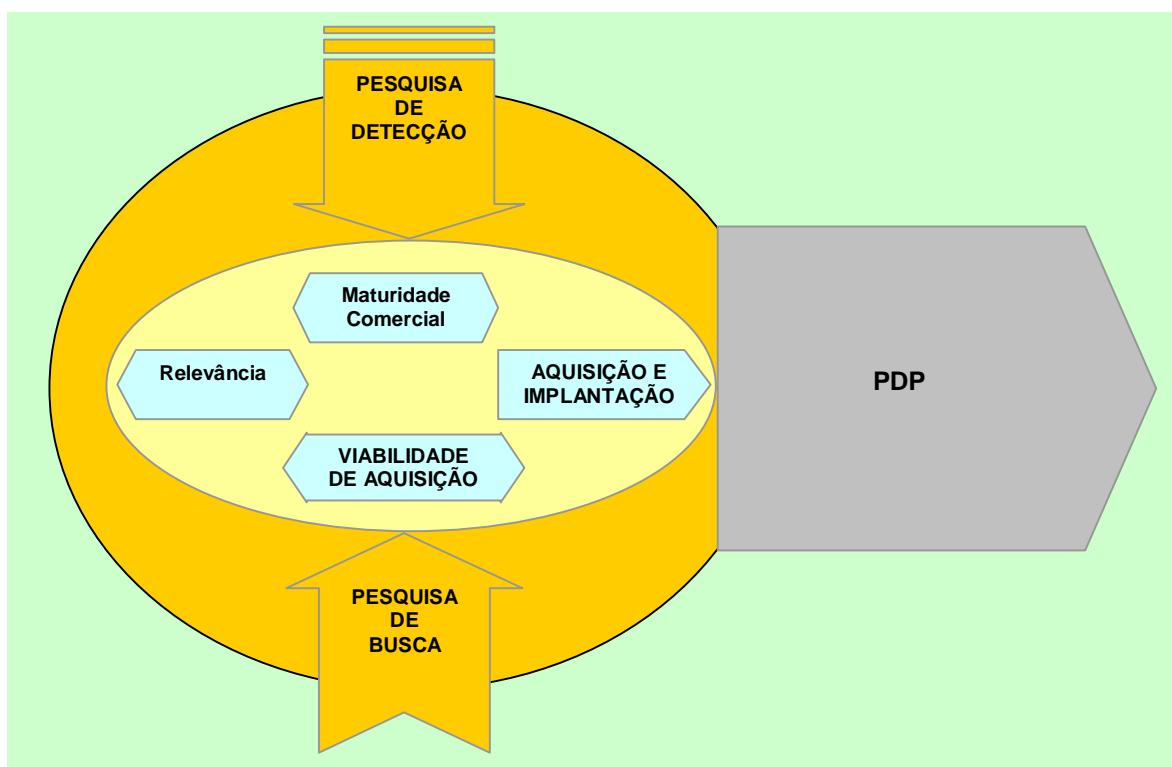 PESQUISA
DE
DETECÇÃO
Maturidade
Comercial
Relevância
AQUISIÇÃO E
IMPLANTAÇÃO
PDP
VIABILIDADE
DE AQUISIÇÃO
PESQUISA
DE
BUSCA